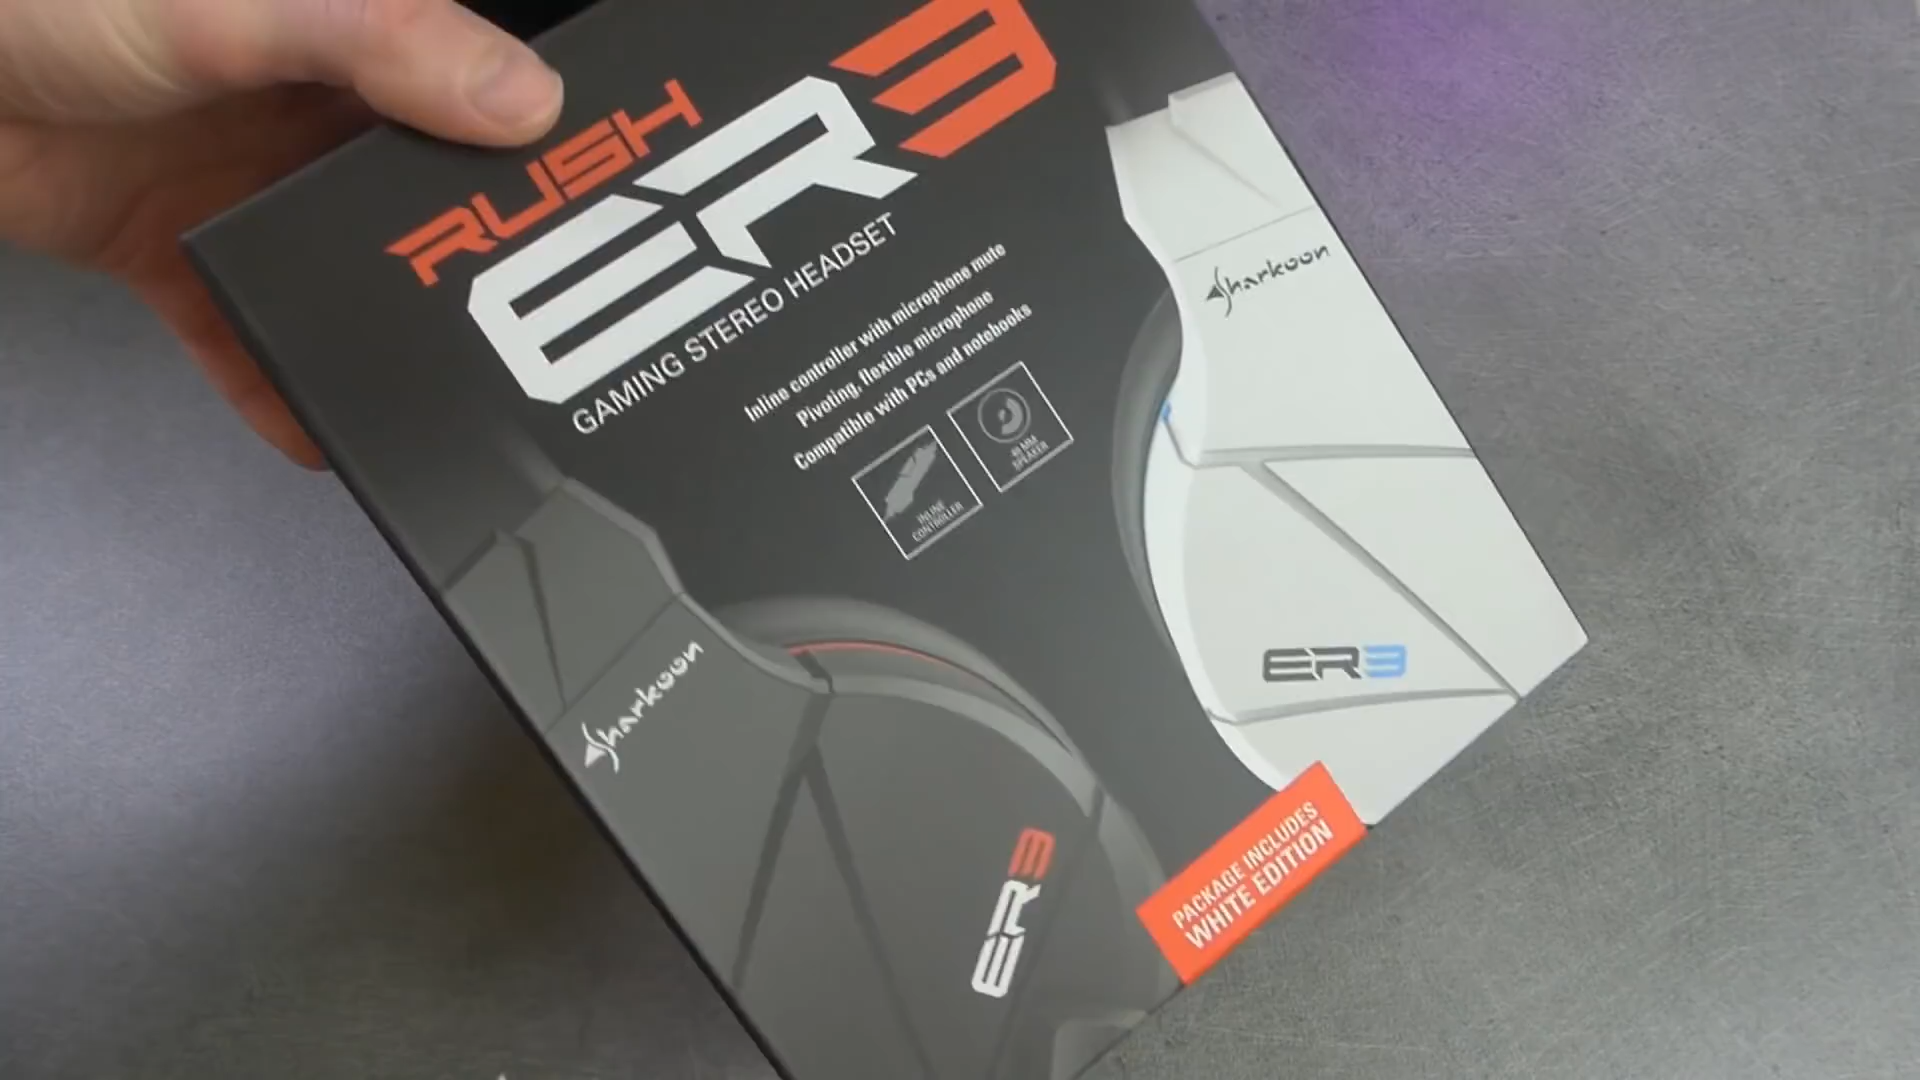 RUSH
ER3
GAMING STEREO HEADSET
Inline controller with microphone mute
Pivoting, flexible microphone
Compatible with PCs and notebooks
INLINE
CONTROLLER
40 MM
SPEAKER
Sharkoon
ER3
Sharkoon
ER3
PACKAGE INCLUDES
WHITE EDITION